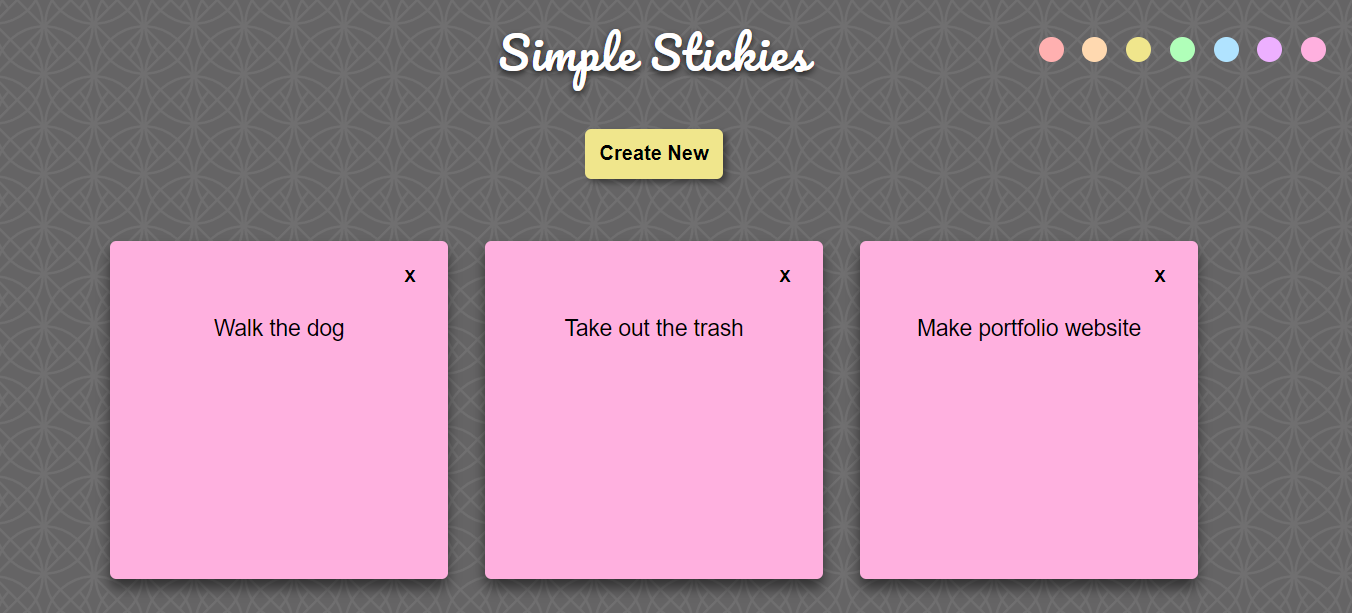 Simple Stickies
Create New
x x x
Walk the dog Take out the trash Make portfolio website